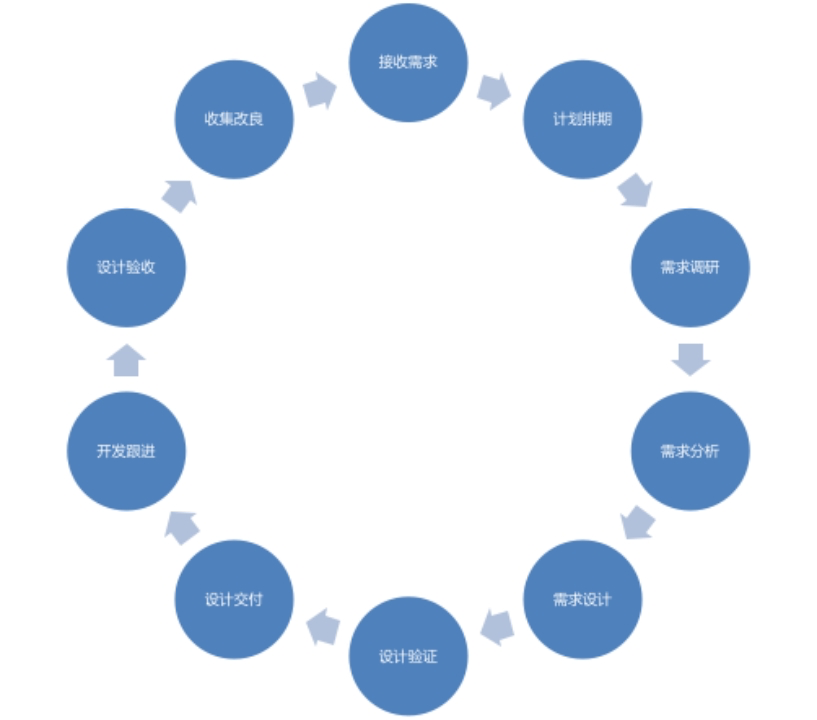 接收需求
计划排期
需求调研
需求分析
需求设计
设计验证
设计交付
开发跟进
设计验收
收集改良